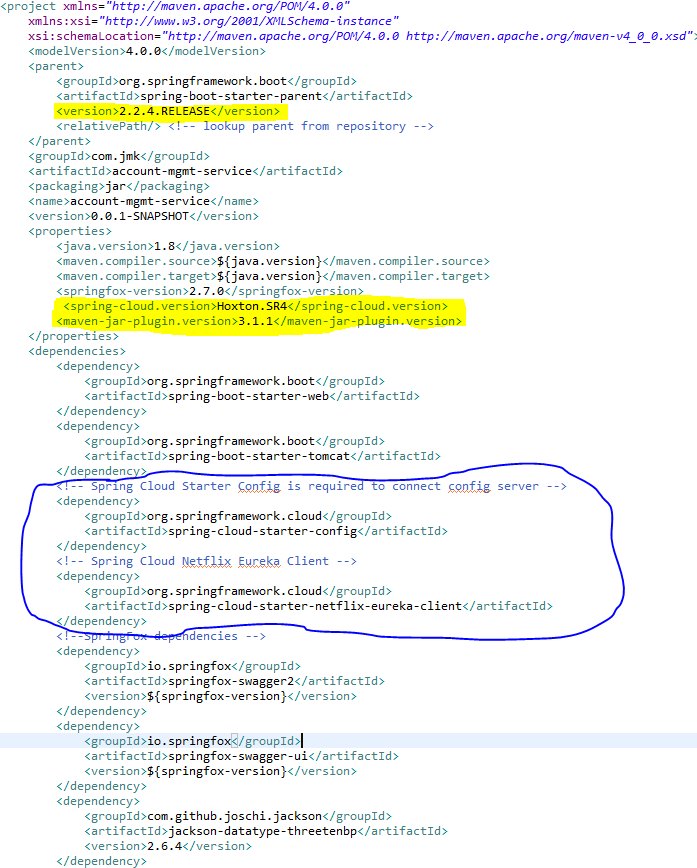 <project xmlns="http://maven.apache.org/POM/4.0.0"
xmlns:xsi="http://www.w3.org/2001/XMLSchema-instance"
xsi:schemaLocation="http://maven.apache.org/POM/4.0.0 http://maven.apache.org/maven-v4_0_0.xsd">
<modelVersion>4.0.0</modelVersion>
<parent>
<groupId>org.springframework.boot</groupId>
<artifactId>spring-boot-starter-parent</artifactId>
<version>2.2.4.RELEASE</version>
<relativePath/> <!-- lookup parent from repository -->
</parent>
<groupId>com.jmk</groupId>
<artifactId>account-mgmt-service</artifactId>
<packaging>jar</packaging>
<name>account-mgmt-service</name>
<version>0.0.1-SNAPSHOT</version>
<properties>
<java.version>1.8</java.version>
<maven.compiler.source>${java.version}</maven.compiler.source>
<maven.compiler.target>${java.version}</maven.compiler.target>
<springfox-version>2.7.0</springfox-version>
<spring-cloud.version>Hoxton.SR4</spring-cloud.version>
<maven-jar-plugin.version>3.1.1</maven-jar-plugin.version>
</properties>
<dependencies>
<dependency>
<groupId>org.springframework.boot</groupId>
<artifactId>spring-boot-starter-web</artifactId>
</dependency>
<dependency>
<groupId>org.springframework.boot</groupId>
<artifactId>spring-boot-starter-tomcat</artifactId>
</dependency>
<!-- Spring Cloud Starter Config is required to connect config server -->
<dependency>
<groupId>org.springframework.cloud</groupId>
<artifactId>spring-cloud-starter-config</artifactId>
</dependency>
<!-- Spring Cloud Netflix Eureka Client -->
<dependency>
<groupId>org.springframework.cloud</groupId>
<artifactId>spring-cloud-starter-netflix-eureka-client</artifactId>
</dependency>
<!--SpringFox dependencies -->
<dependency>
<groupId>io.springfox</groupId>
<artifactId>springfox-swagger2</artifactId>
<version>${springfox-version}</version>
</dependency>
<dependency>
<groupId>io.springfox</groupId>
<artifactId>springfox-swagger-ui</artifactId>
<version>${springfox-version}</version>
</dependency>
<dependency>
<groupId>com.github.joschi.jackson</groupId>
<artifactId>jackson-datatype-threetenbp</artifactId>
<version>2.6.4</version>
</dependency>